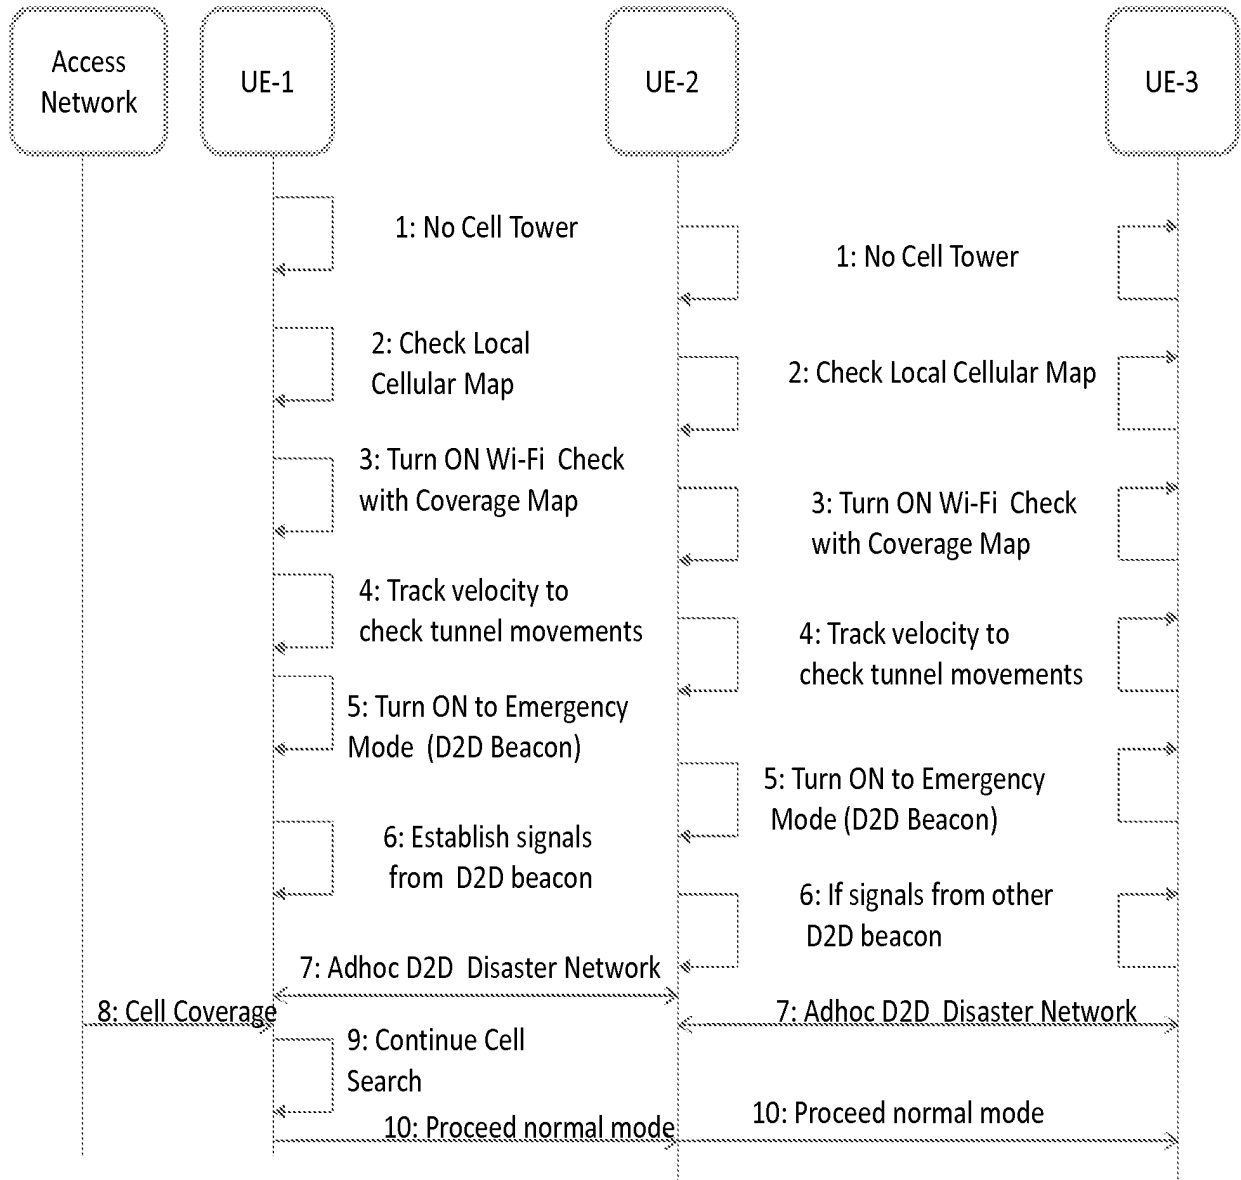 Access
Network
UE-1
UE-2
UE-3
1: No Cell Tower
1: No Cell Tower
2: Check Local
Cellular Map
2: Check Local Cellular Map
3: Turn ON Wi-Fi  Check
with Coverage Map
3: Turn ON Wi-Fi  Check
with Coverage Map
4: Track velocity to
check tunnel movements
4: Track velocity to
check tunnel movements
5: Turn ON to Emergency
Mode  (D2D Beacon)
5: Turn ON to Emergency
Mode (D2D Beacon)
6: Establish signals
from  D2D beacon
6: If signals from other
D2D beacon
7: Adhoc D2D  Disaster Network
8: Cell Coverage
7: Adhoc D2D  Disaster Network
9: Continue Cell
Search
10: Proceed normal mode
10: Proceed normal mode